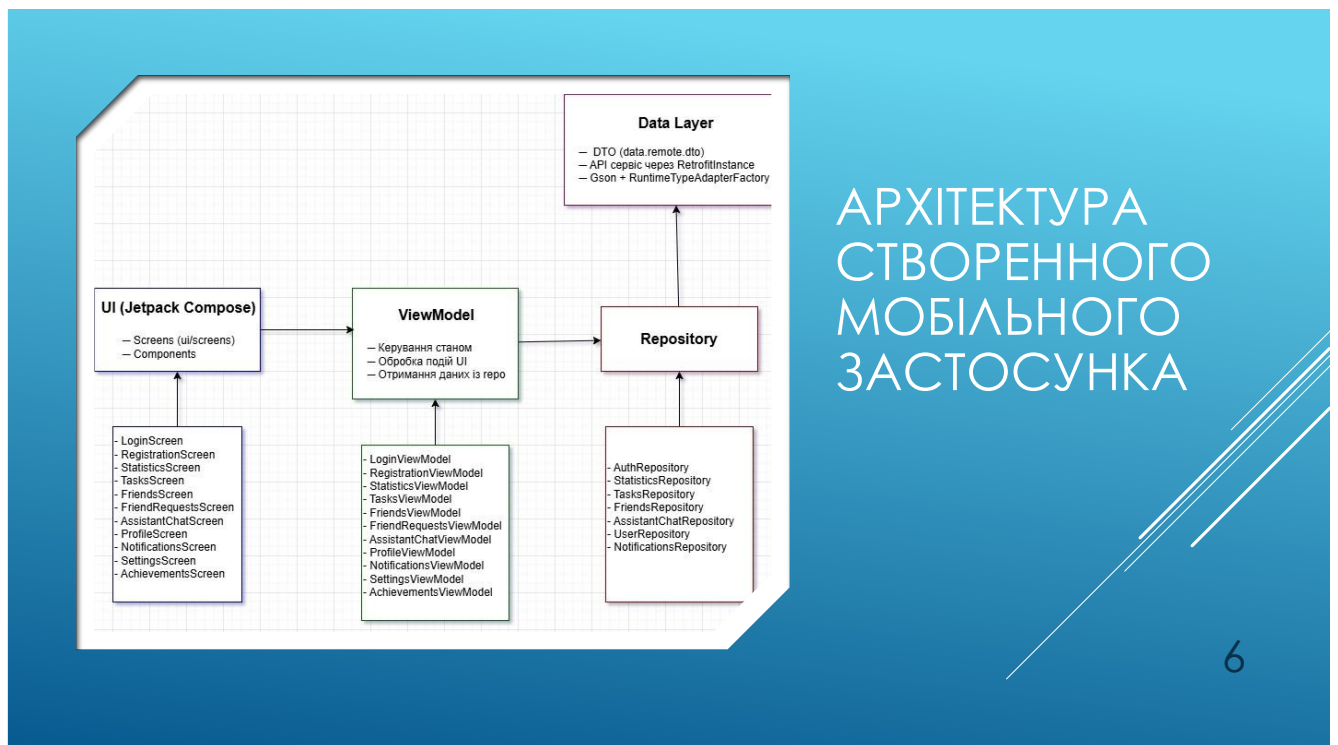 Data Layer
— DTO (data.remote.dto)
— API сервіс через RetrofitInstance
— Gson + RuntimeTypeAdapterFactory
UI (Jetpack Compose)
— Screens (ui/screens)
— Components
ViewModel
— Керування станом
— Обробка подій UI
— Отримання даних із repo
Repository
- LoginScreen
- RegistrationScreen
- StatisticsScreen
- TasksScreen
- FriendsScreen
- FriendRequestsScreen
- AssistantChatScreen
- ProfileScreen
- NotificationsScreen
- SettingsScreen
- AchievementsScreen
- LoginViewModel
- RegistrationViewModel
- StatisticsViewModel
- TasksViewModel
- FriendsViewModel
- FriendRequestsViewModel
- AssistantChatViewModel
- ProfileViewModel
- NotificationsViewModel
- SettingsViewModel
- AchievementsViewModel
- AuthRepository
- StatisticsRepository
- TasksRepository
- FriendsRepository
- AssistantChatRepository
- UserRepository
- NotificationsRepository
АРХІТЕКТУРА
СТВОРЕННОГО
МОБІЛЬНОГО
ЗАСТОСУНКА
6